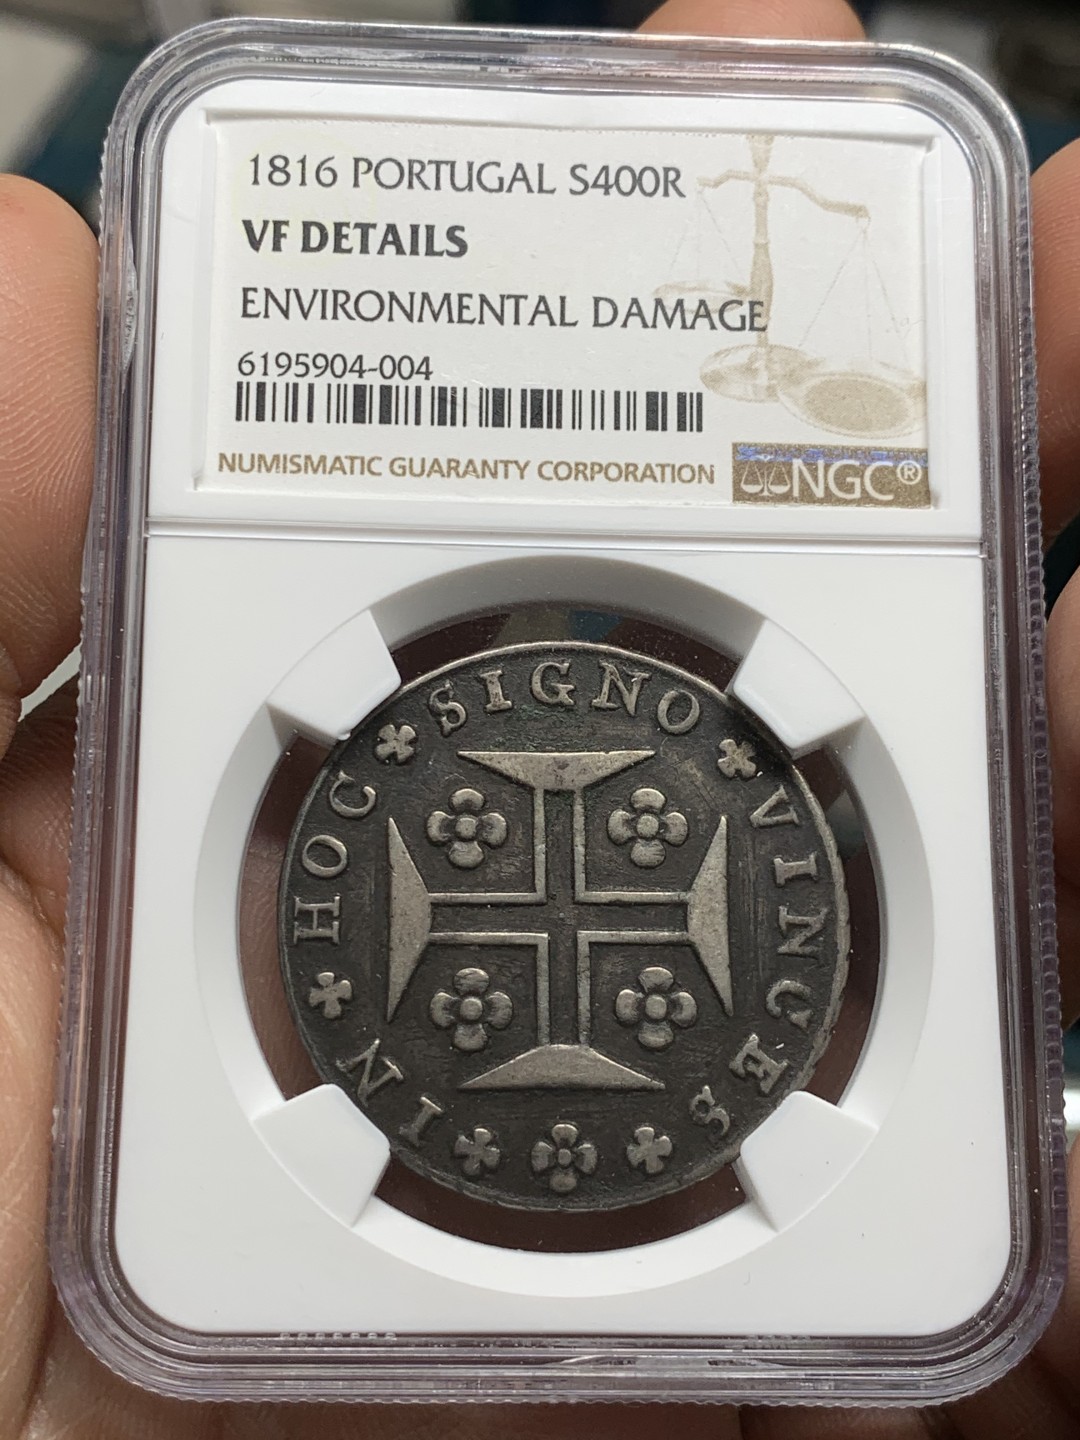 1816 PORTUGAL S400R
VF DETAILS
ENVIRONMENTAL DAMAGE
6195904-004
NUMISMATIC GUARANTY CORPORATION
NGC®
IN HOC SIGNO VINCES